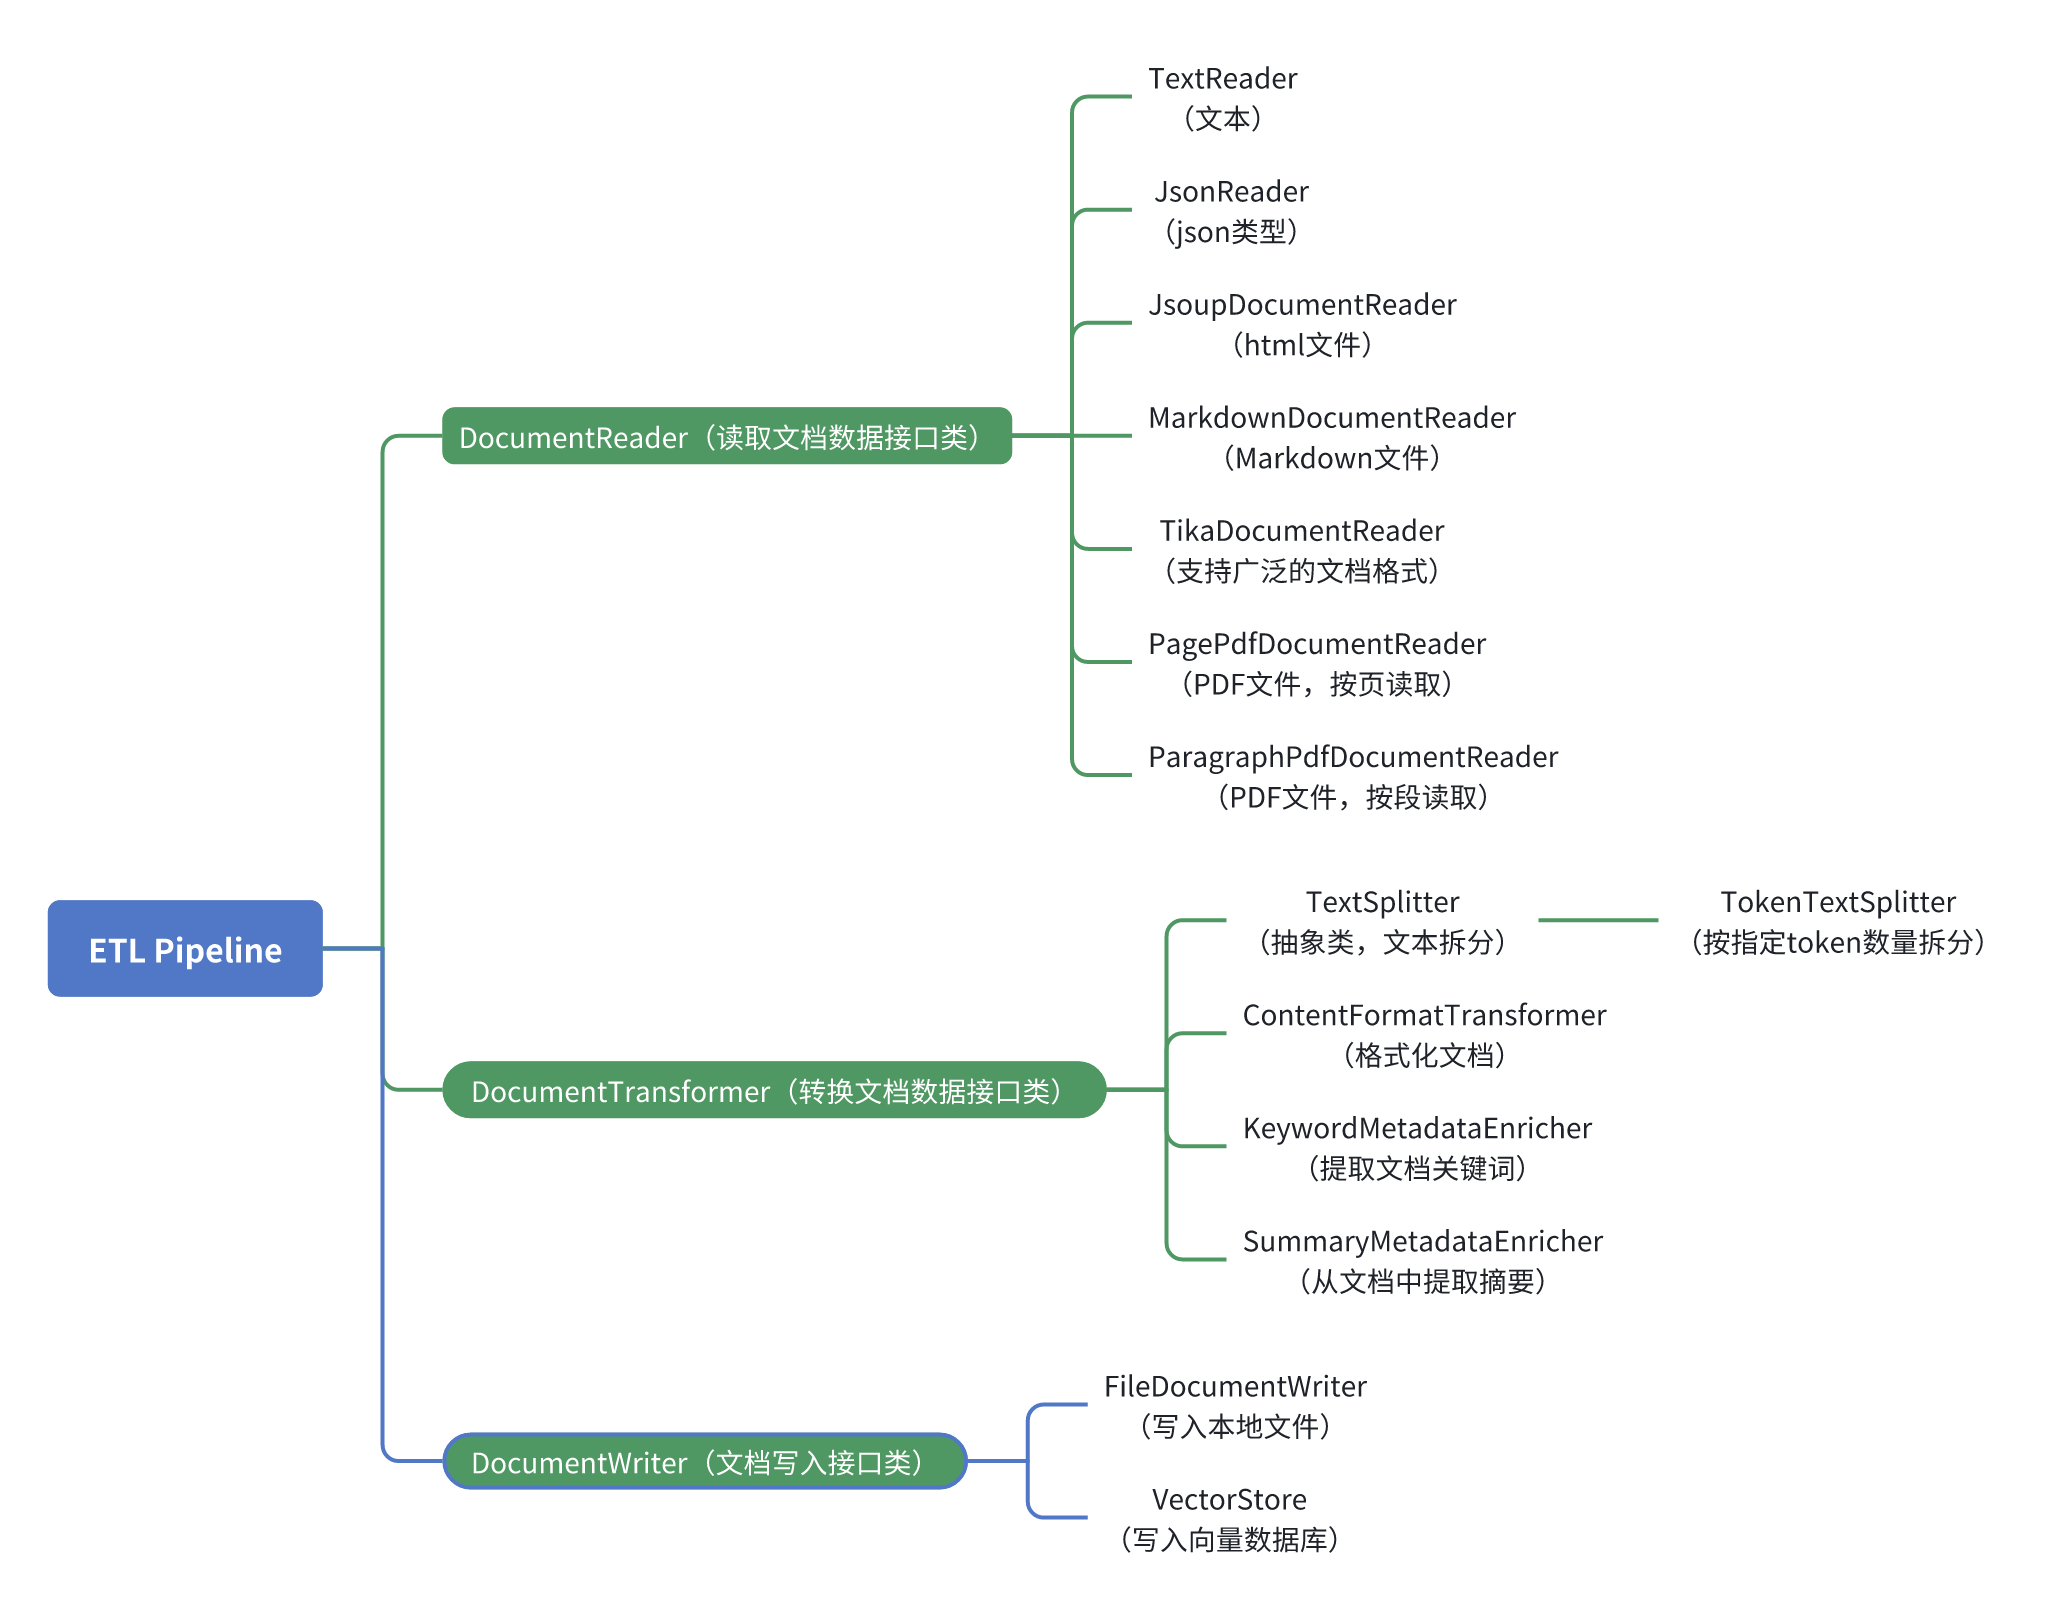 ETL Pipeline
DocumentReader（读取文档数据接口类）
TextReader
（文本）
JsonReader
（json类型）
JsoupDocumentReader
（html文件）
MarkdownDocumentReader
（Markdown文件）
TikaDocumentReader
（支持广泛的文档格式）
PagePdfDocumentReader
（PDF文件，按页读取）
ParagraphPdfDocumentReader
（PDF文件，按段读取）
DocumentTransformer（转换文档数据接口类）
TextSplitter
（抽象类，文本拆分）
TokenTextSplitter
（按指定token数量拆分）
ContentFormatTransformer
（格式化文档）
KeywordMetadataEnricher
（提取文档关键词）
SummaryMetadataEnricher
（从文档中提取摘要）
DocumentWriter（文档写入接口类）
FileDocumentWriter
（写入本地文件）
VectorStore
（写入向量数据库）